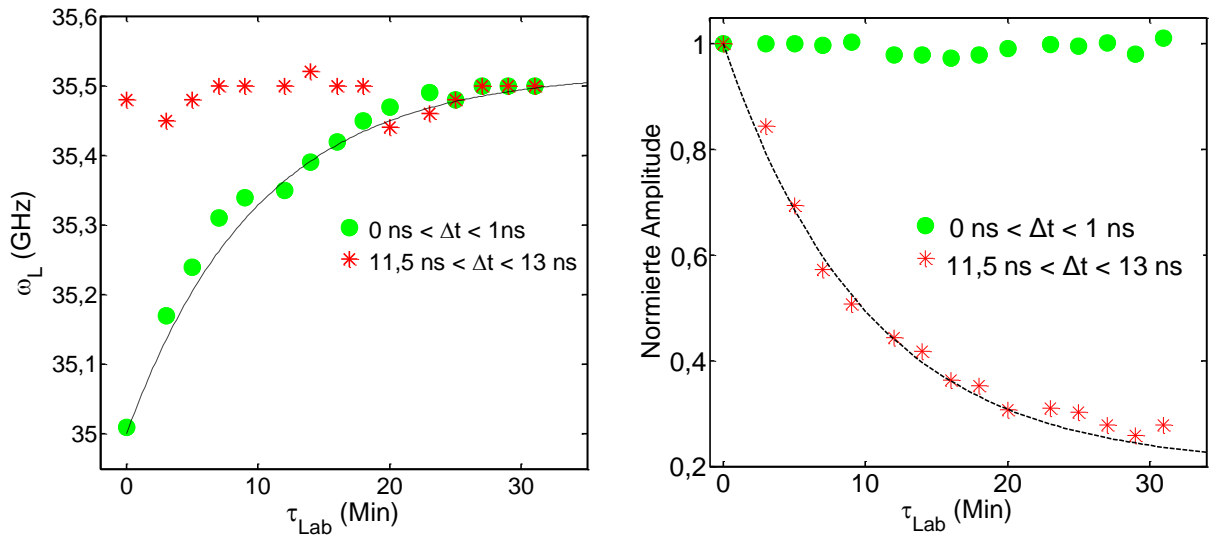 35,6
35,5
35,4
35,3
35,2
35,1
35
ω_L (GHz)
0 ns < Δt < 1ns
11,5 ns < Δt < 13 ns
0
10
20
30
τ_Lab (Min)
1
0,8
0,6
0,4
0,2
Normierte Amplitude
0 ns < Δt < 1 ns
11,5 ns < Δt < 13 ns
0
10
20
30
τ_Lab (Min)